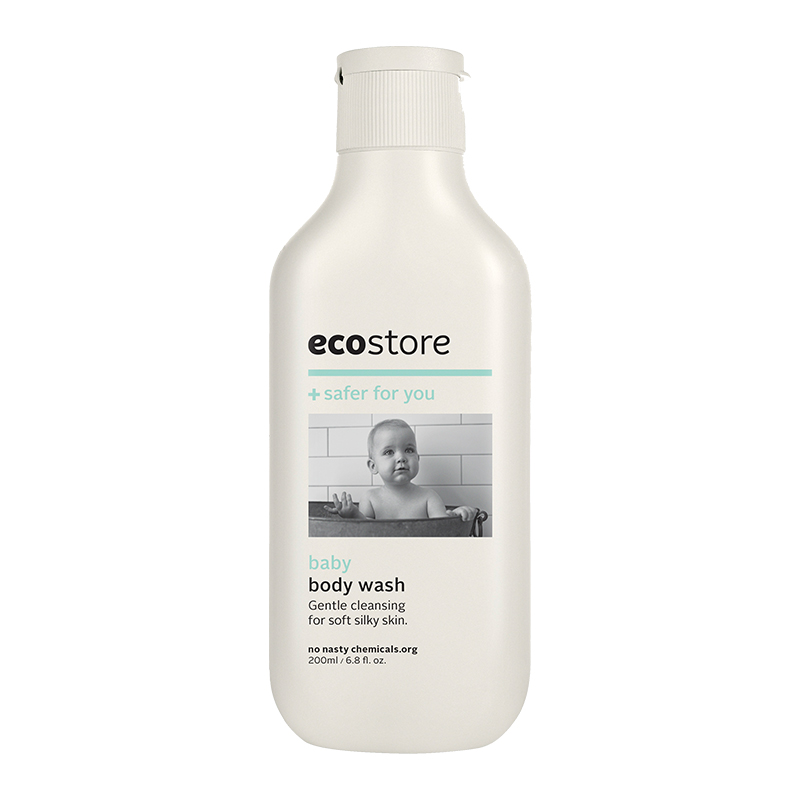 ecostore
+ safer for you
baby
body wash
Gentle cleansing
for soft silky skin.
no nasty chemicals.org
200ml / 6.8 fl. oz.